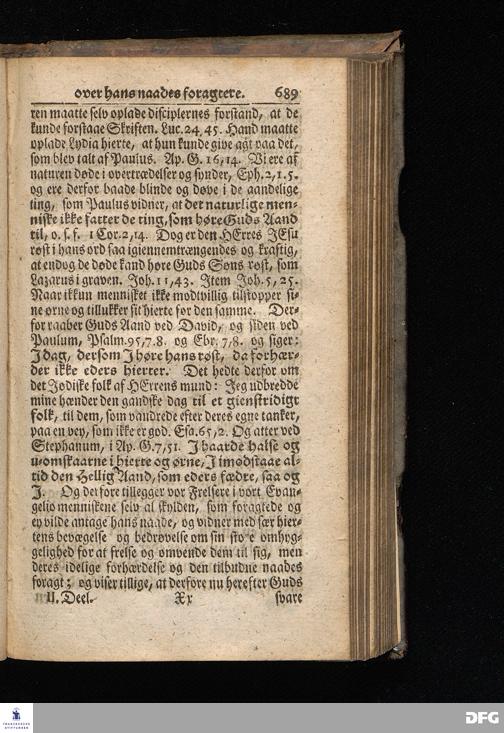 over hans naades foragtere. 689
ren maatte selv oplade disciplernes forstand, at de
kunde forstaae Skriften. Luc. 24, 45. Hand maatte
oplade Lydia hierte, at hun kunde give agt paa det,
som blev talt af Paulus. Ap. G. 16, 14. Vi ere af
naturen døde i overtrædelser og synder, Eph. 2, 1. 5.
og ere derfor baade blinde og døve i de aandelige
ting, som Paulus vidner, at der naturlige men-
niske ikke fatter de ting, som høre Guds Aand
til, o. s. f. 1 Cor. 2, 14. Dog er den HErres JEsu
røst i hans ord saa igiennemtrængendes og kraftig,
at endog de døde kand høre Guds Søns røst, som
Lazarus i graven. Joh. 11, 43. Item Joh. 5, 25.
Naar ikkun mennisket ikke modtvillig tilstopper si-
ne ørne og tillukker sit hierte for den samme. Der-
for raaber Guds Aand ved David, og siden ved
Paulum, Psalm. 95, 7. 8. og Ebr. 7, 8. og siger:
I dag, dersom I høre hans røst, da forhær-
der ikke eders hierter. Det hedte derfor om
det Jødiske folk af HErrens mund: Jeg udbredde
mine hænder den gandske dag til et gienstridigt
folk, til dem, som vandrede efter deres egne tanker,
paa en vey, som ikke er god. Esa. 65, 2. Og atter ved
Stephanum, i Ap. G. 7, 51. I haarde halse og
u-omskaarne i hierte og ørne, I imodstaae al-
tid den Hellig Aand, som eders fædre, saa og
I. Og det fore tillegger vor Frelsere i vort Evan-
gelio menniskene selv al skylden, som foragtede og
ey vilde antage hans naade, og vidner med sær hier-
tens bevægelse og bedrøvelse om sin store omhyg-
gelighed for at frelse og omvende dem til sig, men
deres idelige forhærdelse og den tilbudne naades
foragt; og viser tillige, at derfore nu herefter Guds
II. Deel. Xx svare
FRANCKESCHE
STIFTUNGEN
DFG